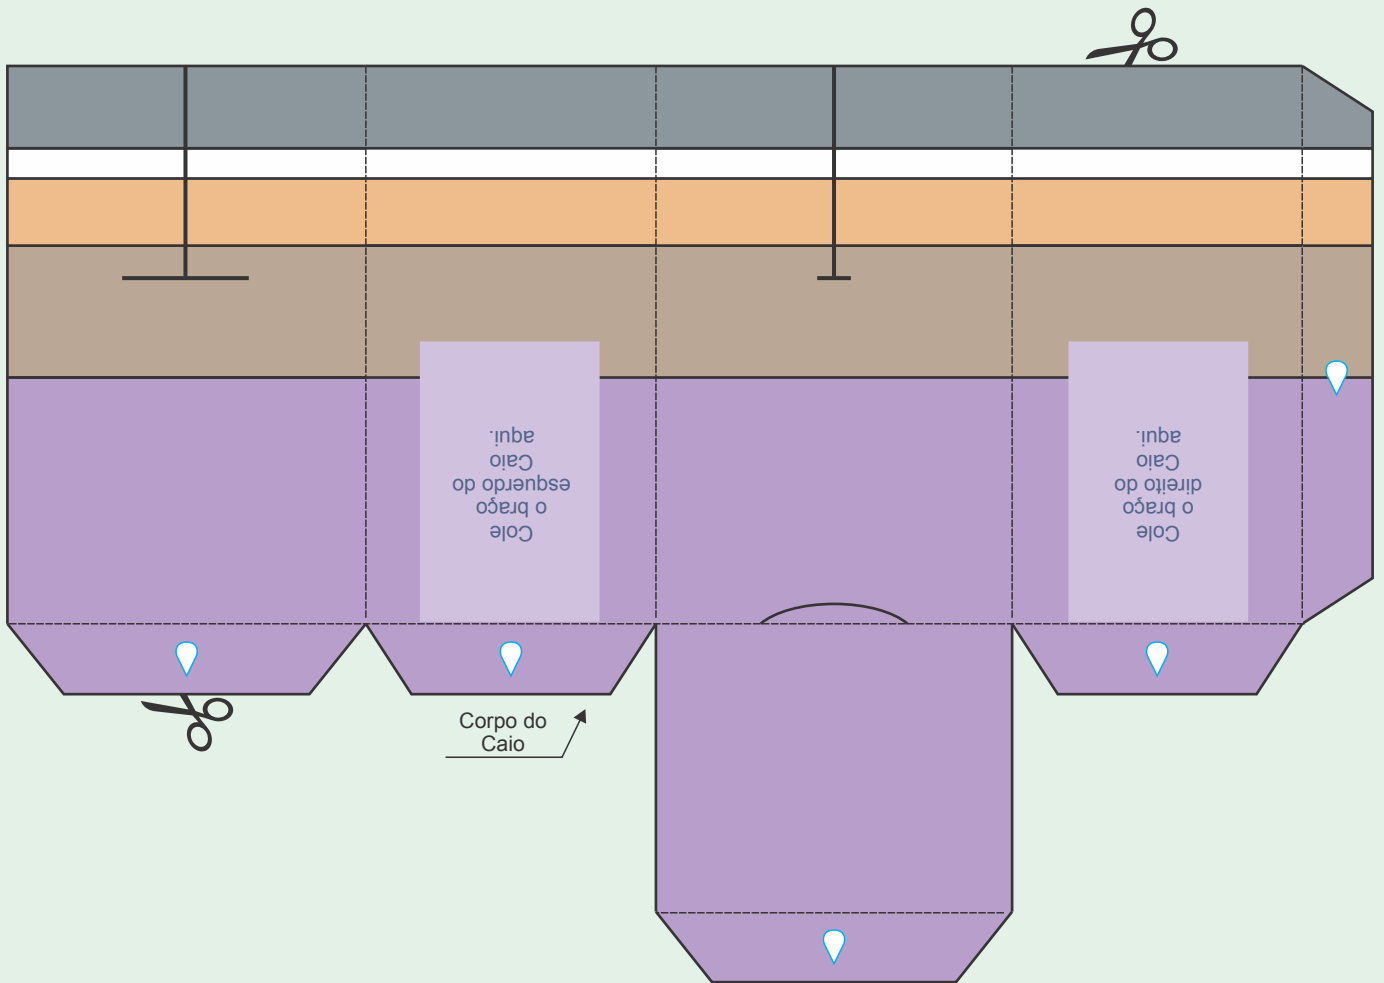 Cole
o braço
esquerdo do
Caio
aqui.
Cole
o braço
direito do
Caio
aqui.
Corpo do
Caio